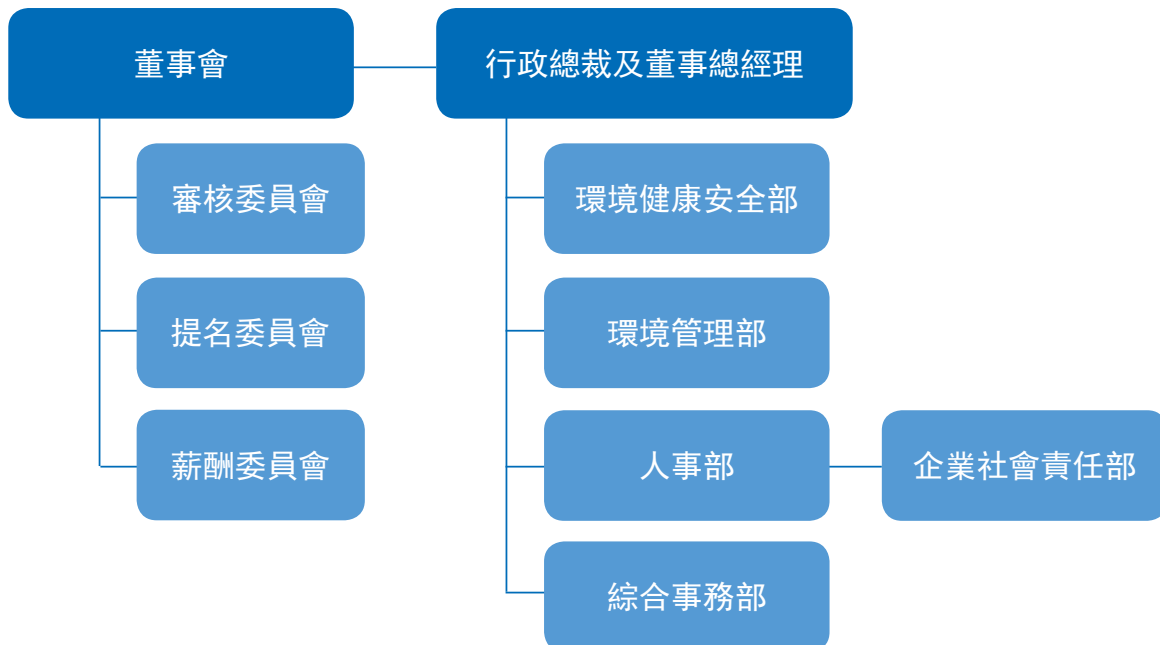 董事會
行政總裁及董事總經理
審核委員會
環境健康安全部
提名委員會
環境管理部
薪酬委員會
人事部
企業社會責任部
綜合事務部